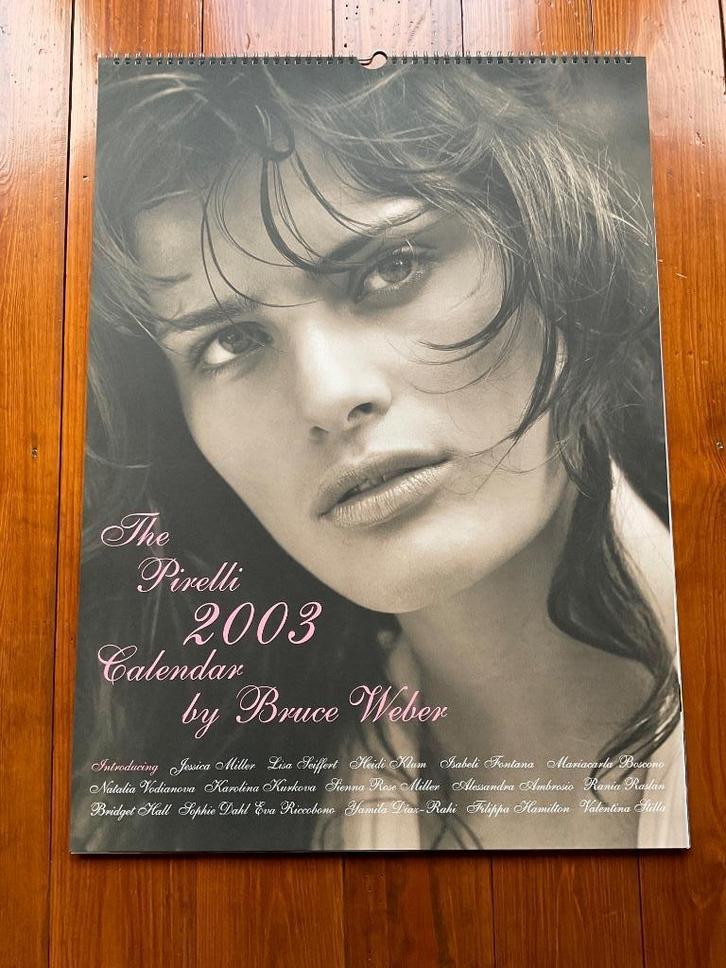 The
Pirelli
2003
Calendar
by Bruce Weber
Introducing Jessica Miller Lisa Seiffert Heidi Klum Isabeli Fontana Mariacarla Boscono
Natalia Vodianova Karolina Kurkova Sienna Rose Miller Alessandra Ambrosio Rania Raslan
Bridget Hall Sophie Dahl Eva Riccobono Yamila Diaz-Rahi Filippa Hamilton Valentina Stilla